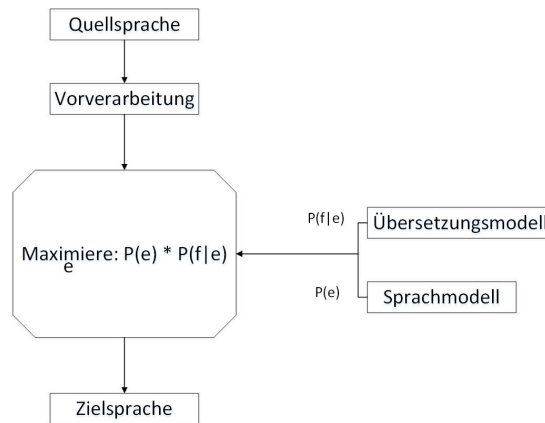 Quellsprache
Vorverarbeitung
Maximiere: P(e) * P(f|e)
e
P(f|e)
Übersetzungsmodell
P(e)
Sprachmodell
Zielsprache